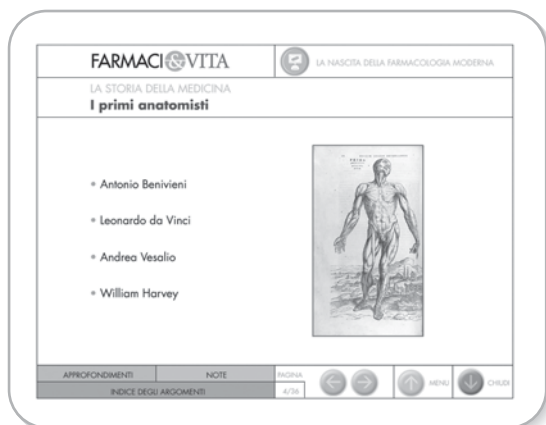 FARMACI&VITA
LA NASCITA DELLA FARMACOLOGIA MODERNA
LA STORIA DELLA MEDICINA
I primi anatomisti
• Antonio Benivieni
• Leonardo da Vinci
• Andrea Vesalio
• William Harvey
APPROFONDIMENTI
NOTE
PAGINA
MENU
CHIUDI
INDICE DEGLI ARGOMENTI
4/36